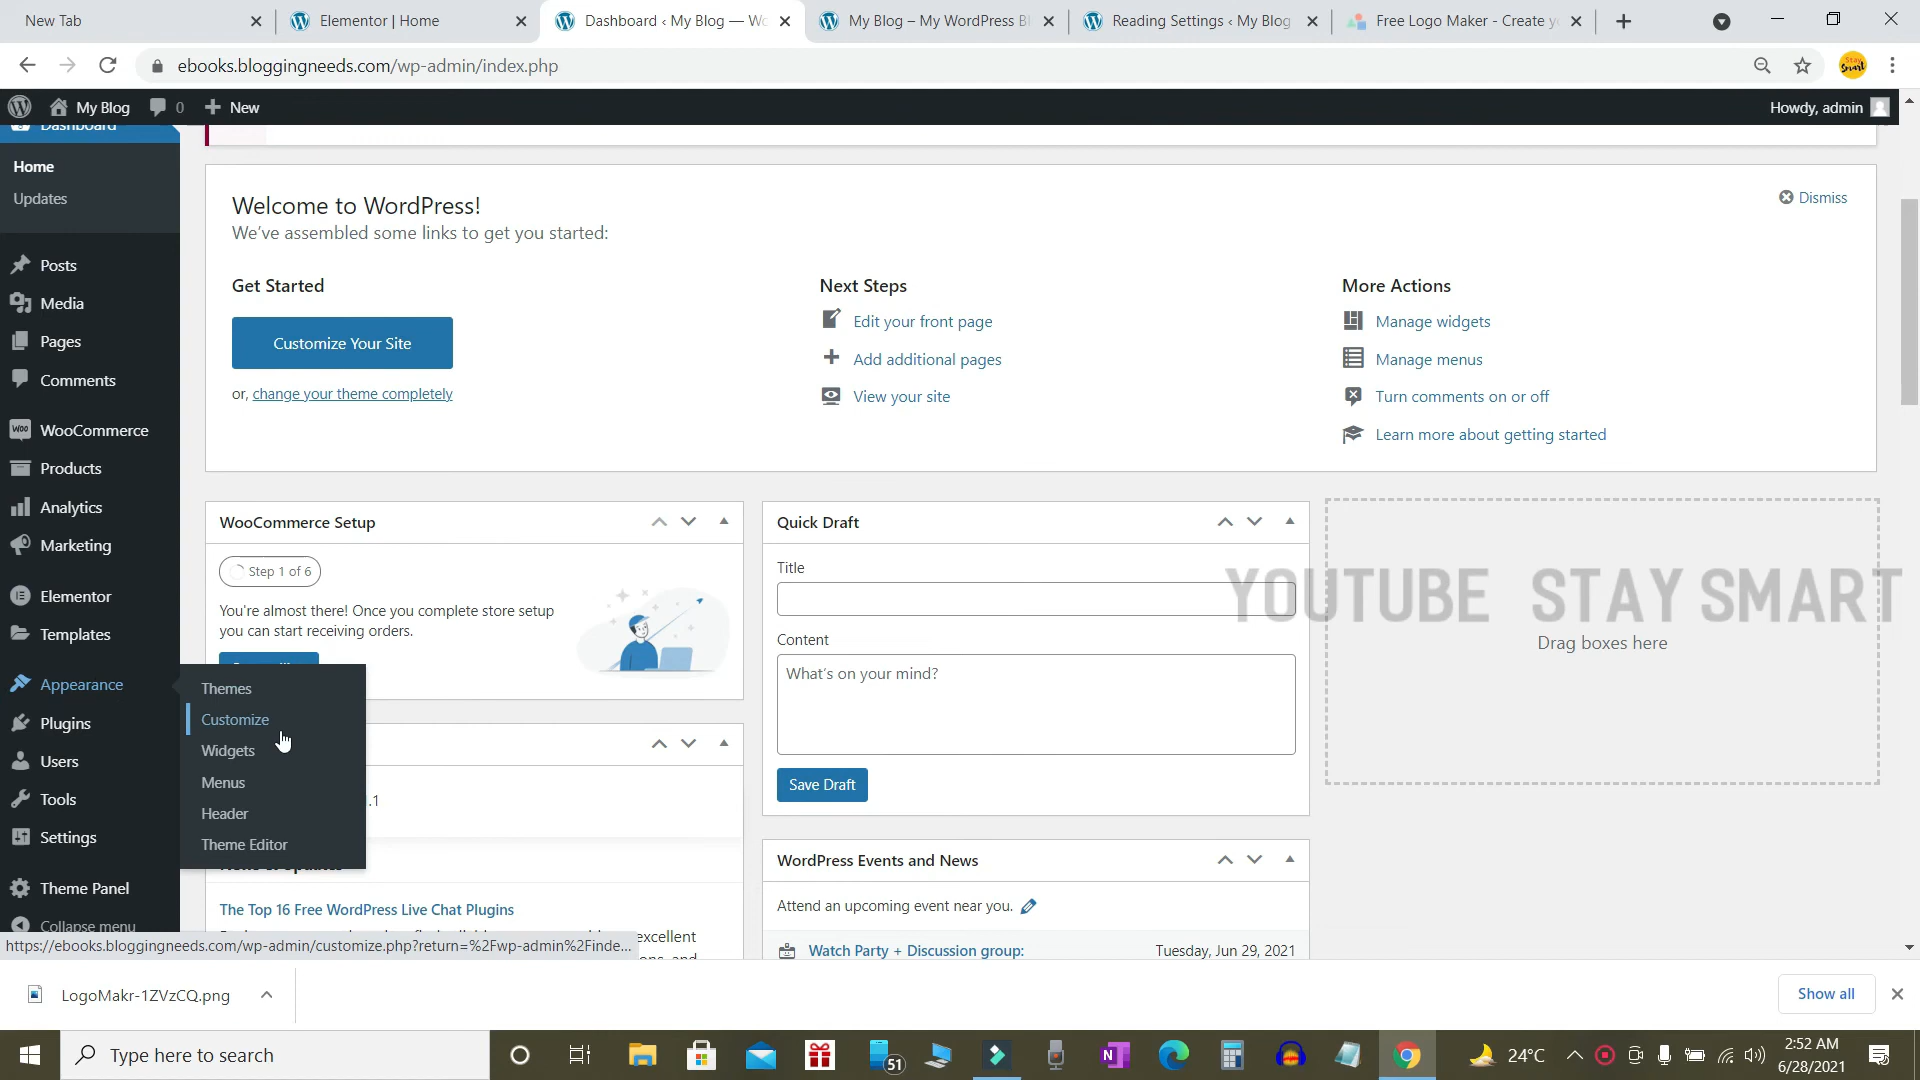 New Tab
Elementor | Home
Dashboard ‹ My Blog — Wo
My Blog – My WordPress Bl
Reading Settings ‹ My Blog
Free Logo Maker - Create yo
ebooks.bloggingneeds.com/wp-admin/index.php
STAY Smart
My Blog
0
New
Howdy, admin
Dashboard
Home
Updates
Posts
Media
Pages
Comments
WooCommerce
Products
Analytics
Marketing
Elementor
Templates
Appearance
Plugins
Users
Tools
Settings
Theme Panel
Collapse menu
Themes
Customize
Widgets
Menus
Header
Theme Editor
Welcome to WordPress!
We've assembled some links to get you started:
Dismiss
Get Started
Customize Your Site
or, change your theme completely
Next Steps
Edit your front page
Add additional pages
View your site
More Actions
Manage widgets
Manage menus
Turn comments on or off
Learn more about getting started
WooCommerce Setup
Step 1 of 6
You're almost there! Once you complete store setup
you can start receiving orders.
.1
The Top 16 Free WordPress Live Chat Plugins
excellent
Quick Draft
Title
Content
What's on your mind?
Save Draft
WordPress Events and News
Attend an upcoming event near you.
Watch Party + Discussion group:
Tuesday, Jun 29, 2021
YOUTUBE STAY SMART
Drag boxes here
https://ebooks.bloggingneeds.com/wp-admin/customize.php?return=%2Fwp-admin%2Finde...
LogoMakr-1ZVzCQ.png
Show all
Type here to search
51
24°C
2:52 AM
6/28/2021